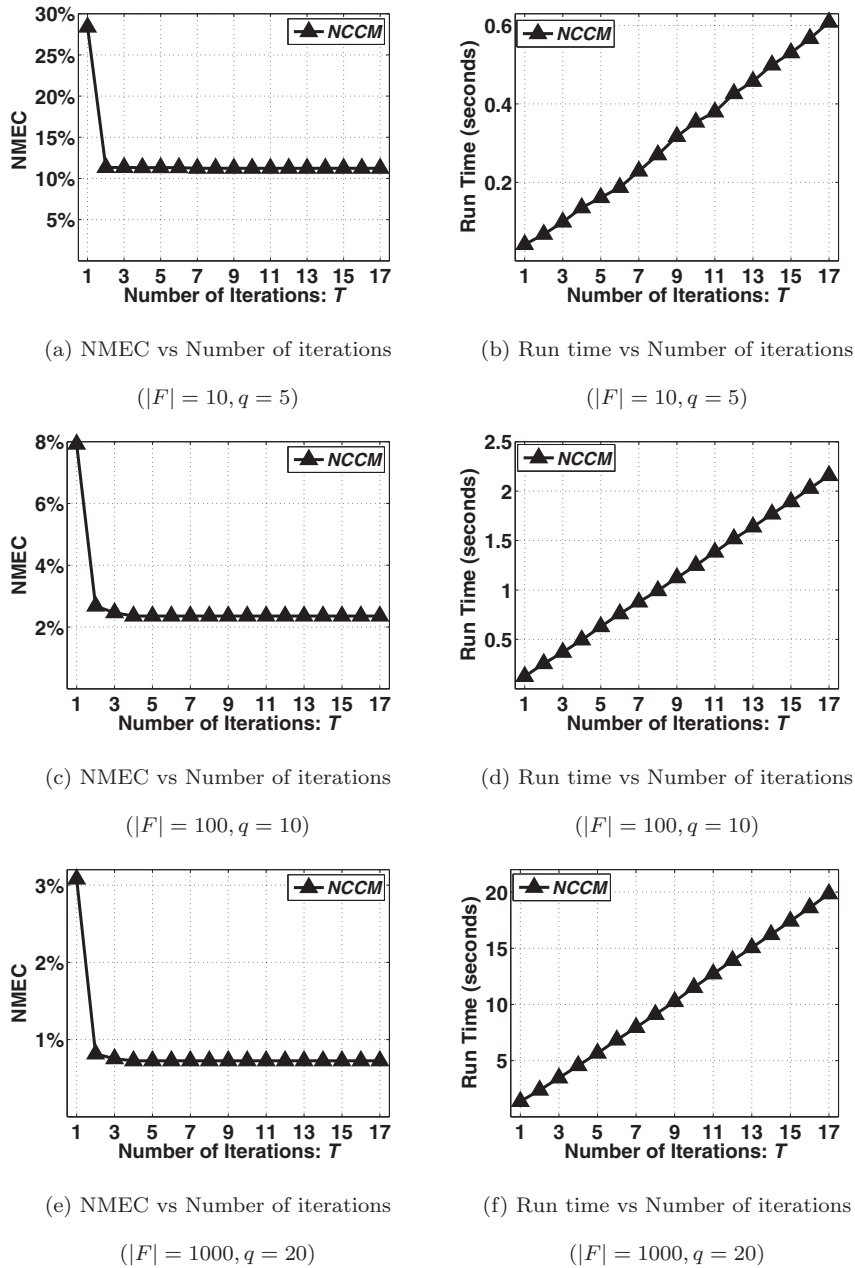 30%
25%
20%
15%
10%
5%
NMEC
NCCM
1 3 5 7 9 11 13 15 17
Number of Iterations: T
(a) NMEC vs Number of iterations
(|F| = 10, q = 5)
0.6
0.4
0.2
Run Time (seconds)
NCCM
1 3 5 7 9 11 13 15 17
Number of Iterations: T
(b) Run time vs Number of iterations
(|F| = 10, q = 5)
8%
6%
4%
2%
NMEC
NCCM
1 3 5 7 9 11 13 15 17
Number of Iterations: T
(c) NMEC vs Number of iterations
(|F| = 100, q = 10)
2.5
2
1.5
1
0.5
Run Time (seconds)
NCCM
1 3 5 7 9 11 13 15 17
Number of Iterations: T
(d) Run time vs Number of iterations
(|F| = 100, q = 10)
3%
2%
1%
NMEC
NCCM
1 3 5 7 9 11 13 15 17
Number of Iterations: T
(e) NMEC vs Number of iterations
(|F| = 1000, q = 20)
20
15
10
5
Run Time (seconds)
NCCM
1 3 5 7 9 11 13 15 17
Number of Iterations: T
(f) Run time vs Number of iterations
(|F| = 1000, q = 20)